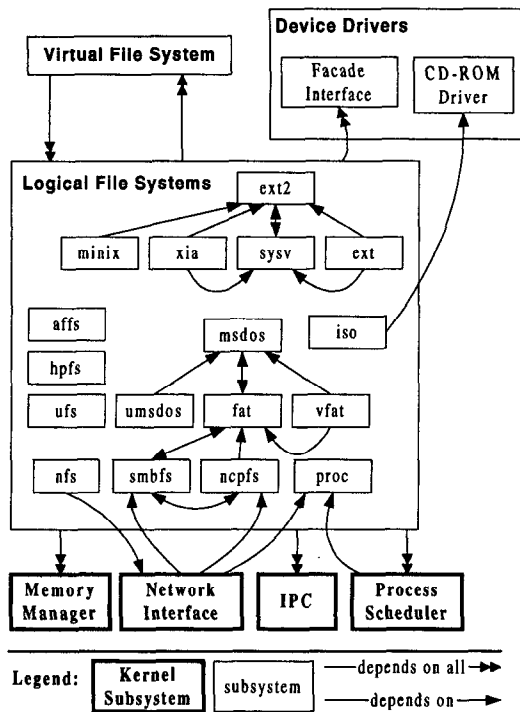 Device Drivers
Virtual File System
Facade
Interface
CD-ROM
Driver
Logical File Systems
ext2
minix
xia
sysv
ext
affs
msdos
iso
hpfs
ufs
umsdos
fat
vfat
nfs
smbfs
ncpfs
proc
Memory
Manager
Network
Interface
IPC
Process
Scheduler
Legend:
Kernel
Subsystem
subsystem
depends on all
depends on